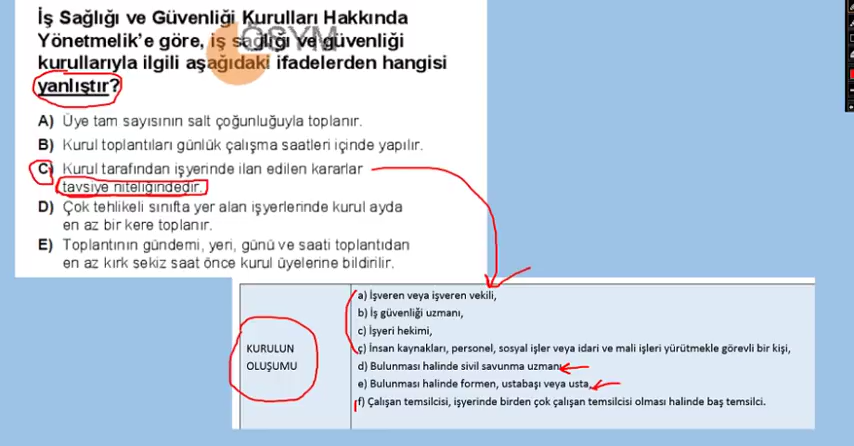 İş Sağlığı ve Güvenliği Kurulları Hakkında
Yönetmelik'e göre, iş sağlığı ve güvenliği
kurullarıyla ilgili aşağıdaki ifadelerden hangisi
yanlıştır?
A) Üye tam sayısının salt çoğunluğuyla toplanır.
B) Kurul toplantıları günlük çalışma saatleri içinde yapılır.
C) Kurul tarafından işyerinde ilan edilen kararlar
tavsiye niteliğindedir.
D) Çok tehlikeli sınıfta yer alan işyerlerinde kurul ayda
en az bir kere toplanır.
E) Toplantının gündemi, yeri, günü ve saati toplantıdan
en az kırk sekiz saat önce kurul üyelerine bildirilir.
ÖSYM
KURULUN
OLUŞUMU
a) İşveren veya işveren vekili,
b) İş güvenliği uzmanı,
c) İşyeri hekimi,
ç) İnsan kaynakları, personel, sosyal işler veya idari ve mali işleri yürütmekle görevli bir kişi,
d) Bulunması halinde sivil savunma uzmanı,
e) Bulunması halinde formen, ustabaşı veya usta,
f) Çalışan temsilcisi, işyerinde birden çok çalışan temsilcisi olması halinde baş temsilci.